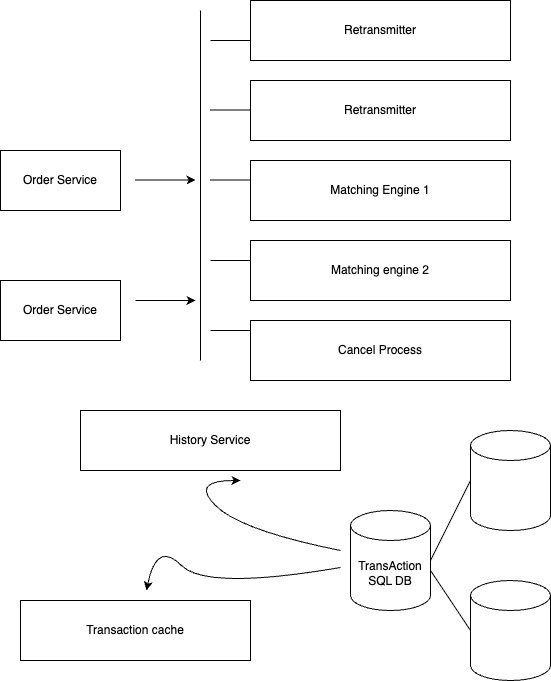 Retransmitter
Retransmitter
Order Service
Matching Engine 1
Matching engine 2
Order Service
Cancel Process
History Service
TransAction
SQL DB
Transaction cache